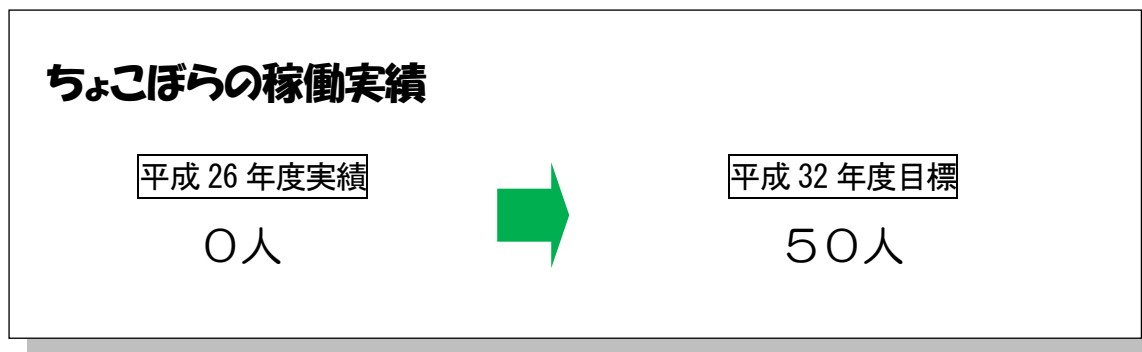 ちょこぼらの稼働実績
平成 26 年度実績
平成 32 年度目標
０人
５０人